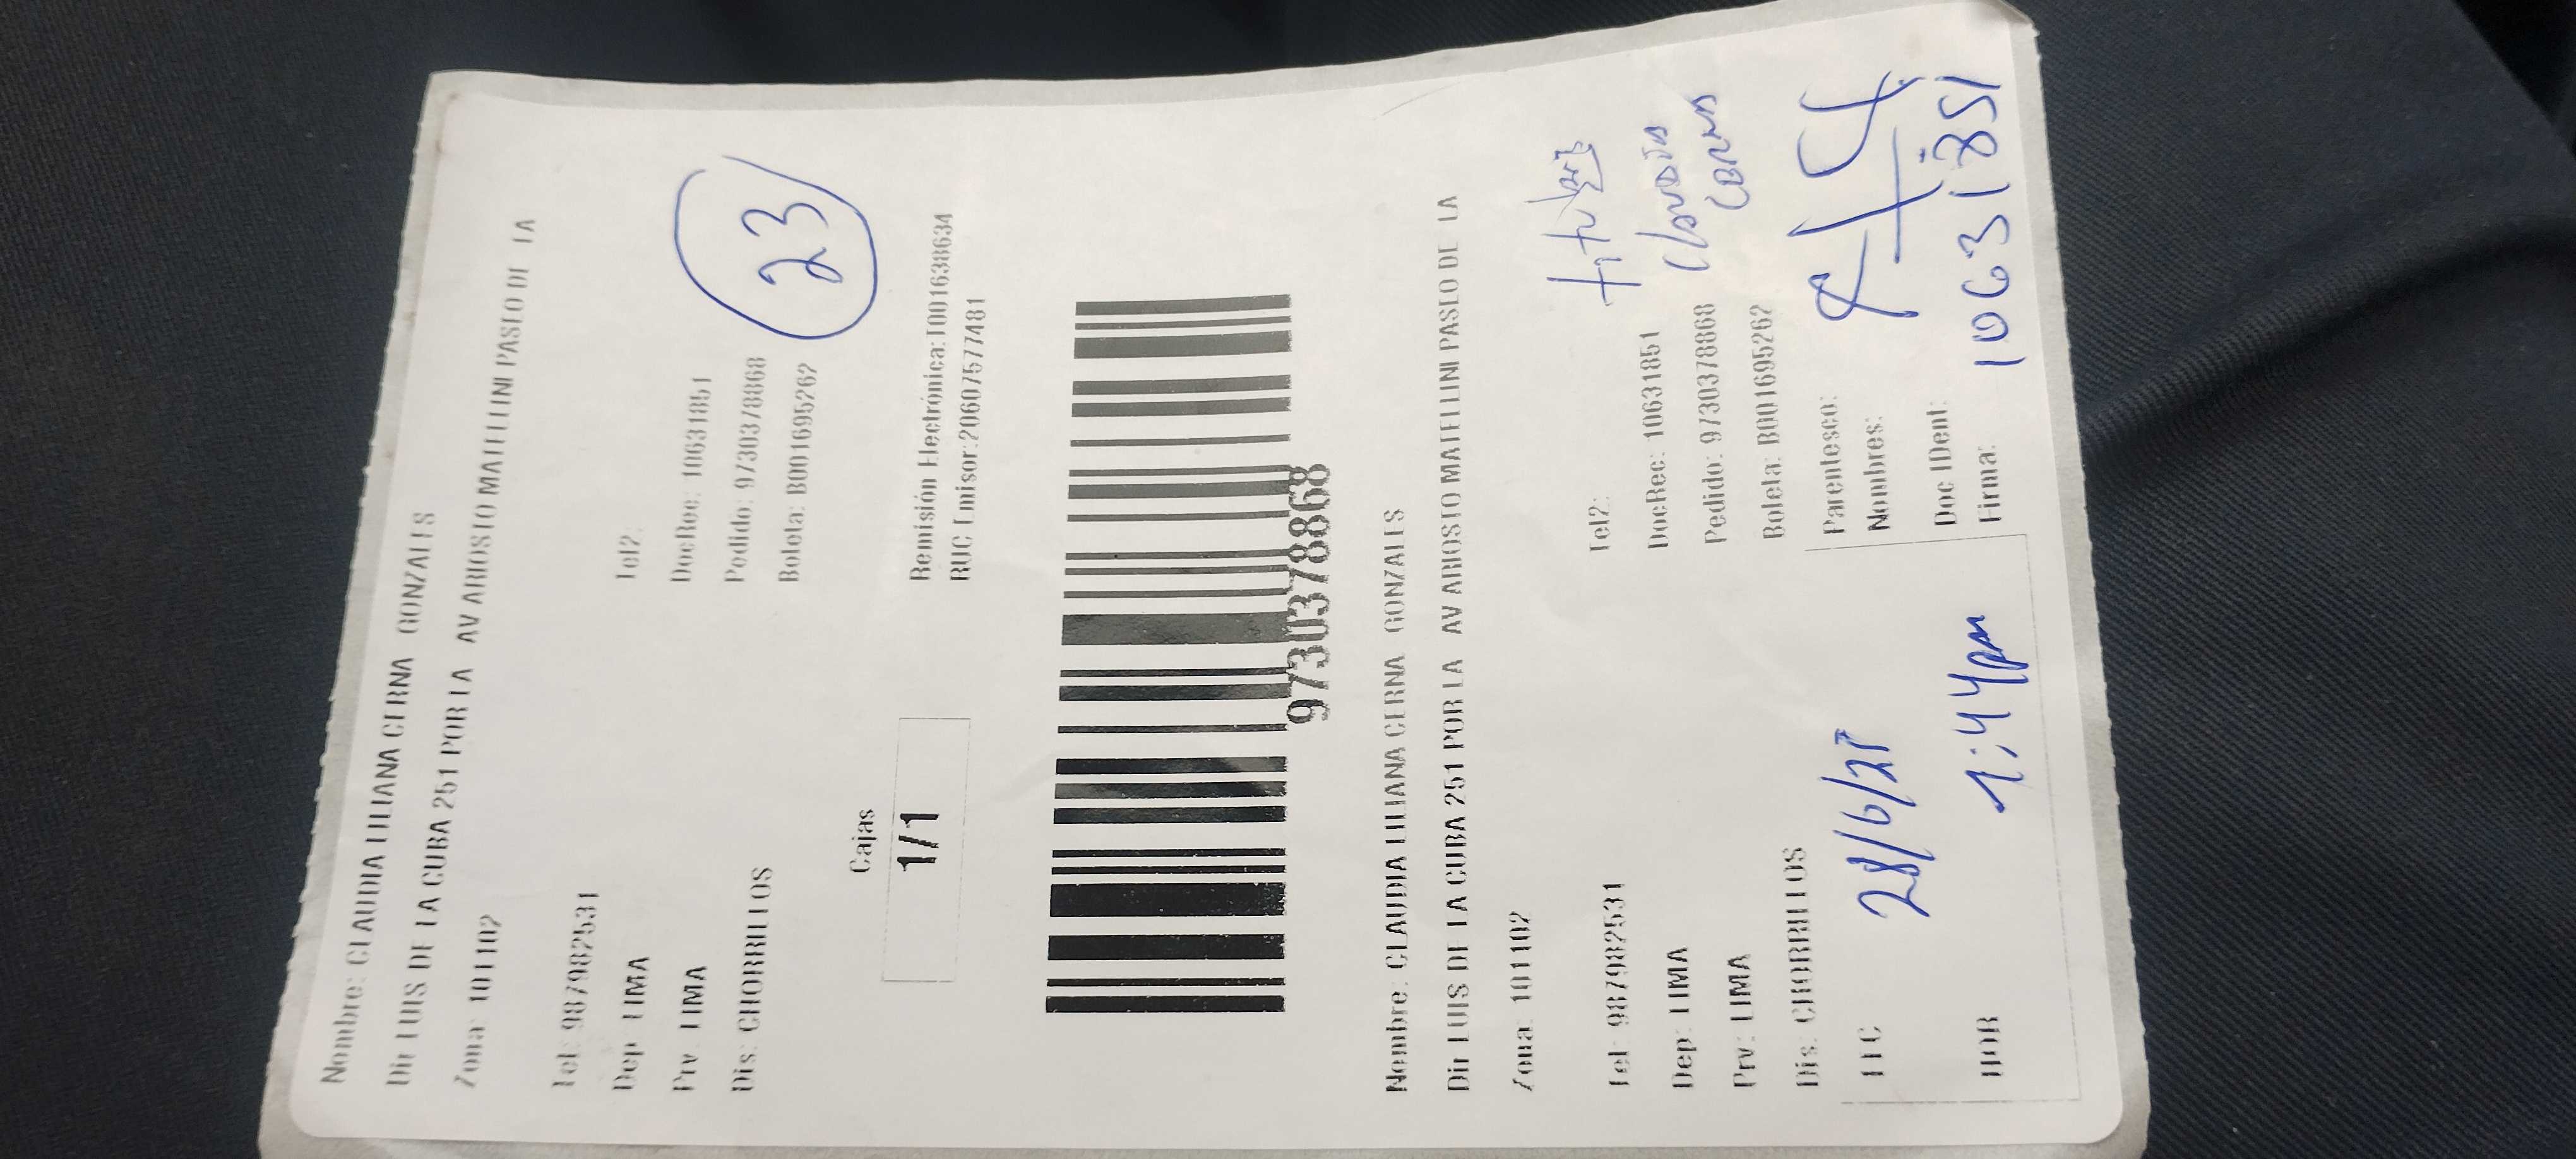 Nombre: CLAUDIA LILIANA CERNA GONZALES
Dir LUIS DE LA CUBA 251 POR LA AV ARIOSTO MATELLINI PASEO DE LA
Zona: 101102
Tel: 987982531 Tel2:
Dep: LIMA DocRec: 10631851
Prv: LIMA Pedido: 97303788​68
Dis: CHORRILLOS Boleta: B001695262
23
Cajas
1/1
Remisión Electrónica: T001638634
RUC Emisor: 20607577481
9730378868
Nombre: CLAUDIA LILIANA CERNA GONZALES
Dir LUIS DE LA CUBA 251 POR LA AV ARIOSTO MATELLINI PASEO DE LA
Zona: 101102
Tel: 987982531 Tel2:
Dep: LIMA DocRec: 10631851
Prv: LIMA Pedido: 9730378868
Dis: CHORRILLOS Boleta: B001695262
titular
Claudia
Cerna
FEC 28/6/25
HOR 1:44pm
Parentesco:
Nombres:
Doc IDent:
Firma:
10631851